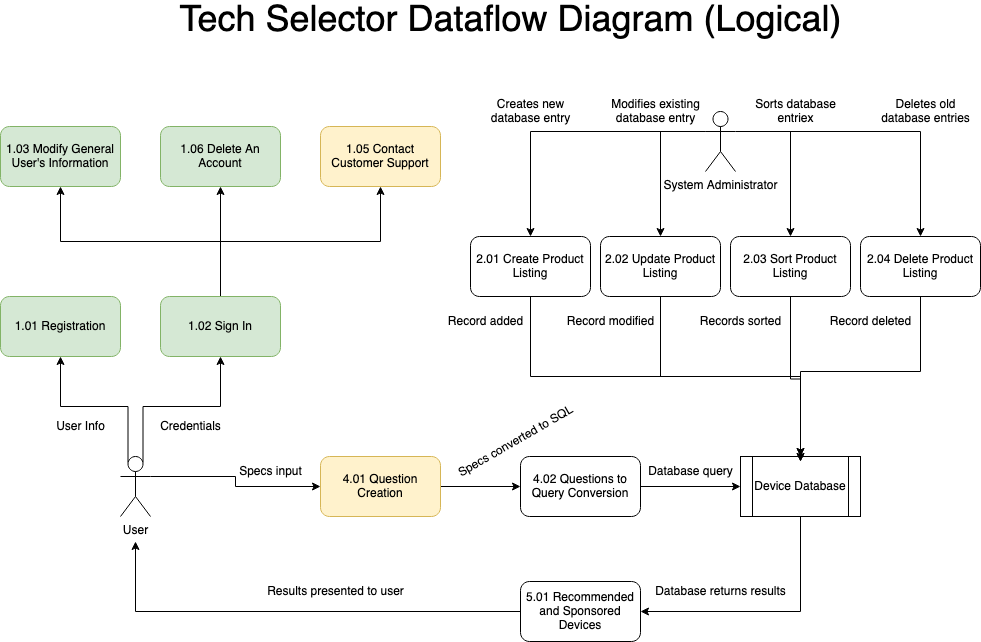 Tech Selector Dataflow Diagram (Logical)
Creates new
database entry
Modifies existing
database entry
Sorts database
entriex
Deletes old
database entries
1.03 Modify General
User's Information
1.06 Delete An
Account
1.05 Contact
Customer Support
System Administrator
2.01 Create Product
Listing
2.02 Update Product
Listing
2.03 Sort Product
Listing
2.04 Delete Product
Listing
1.01 Registration
1.02 Sign In
Record added
Record modified
Records sorted
Record deleted
User Info
Credentials
Specs input
4.01 Question
Creation
Specs converted to SQL
4.02 Questions to
Query Conversion
Database query
Device Database
User
Results presented to user
5.01 Recommended
and Sponsored
Devices
Database returns results